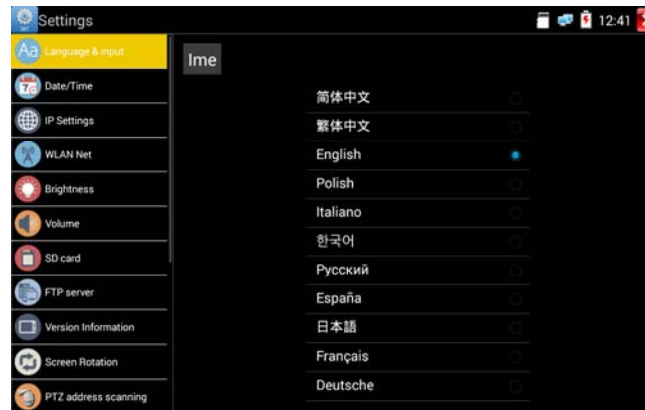 Settings
12:41
Aa Language & input
Date/Time
IP Settings
WLAN Net
Brightness
Volume
SD card
FTP server
Version Information
Screen Rotation
PTZ address scanning
Ime
简体中文
繁体中文
English
Polish
Italiano
한국어
Русский
España
日本語
Français
Deutsche